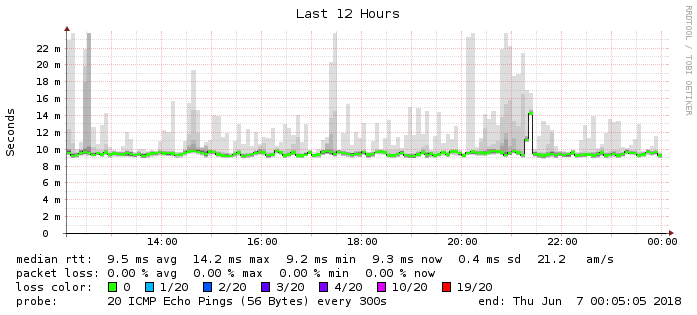 Last 12 Hours
RRDTOOL / TOBI OETIKER
Seconds
22 m
20 m
18 m
16 m
14 m
12 m
10 m
8 m
6 m
4 m
2 m
0
14:00 16:00 18:00 20:00 22:00 00:00
median rtt: 9.5 ms avg 14.2 ms max 9.2 ms min 9.3 ms now 0.4 ms sd 21.2 am/s
packet loss: 0.00 % avg 0.00 % max 0.00 % min 0.00 % now
loss color: 0 1/20 2/20 3/20 4/20 10/20 19/20
probe: 20 ICMP Echo Pings (56 Bytes) every 300s end: Thu Jun 7 00:05:05 2018